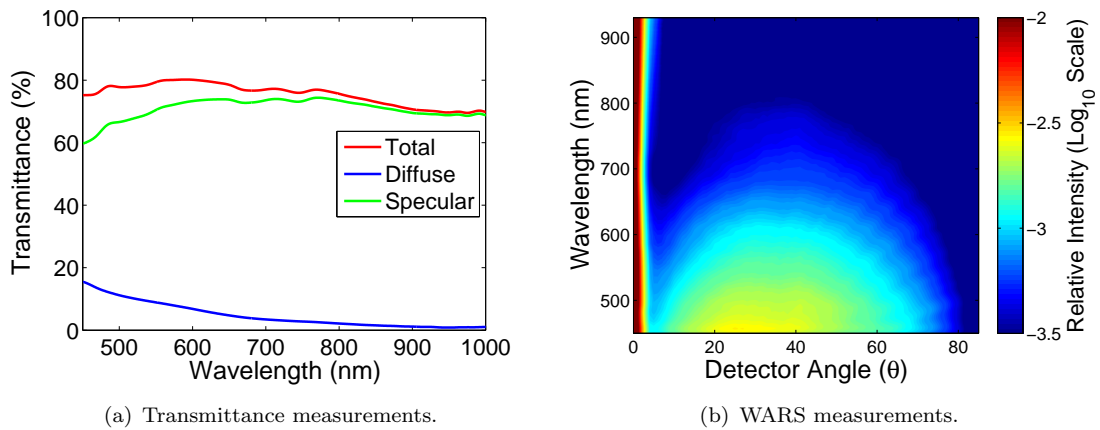 100
80
60
40
20
0
Transmittance (%)
500 600 700 800 900 1000
Wavelength (nm)
Total
Diffuse
Specular
(a) Transmittance measurements.
900
800
700
600
500
Wavelength (nm)
0 20 40 60 80
Detector Angle (θ)
−2
−2.5
−3
−3.5
Relative Intensity (Log10 Scale)
(b) WARS measurements.